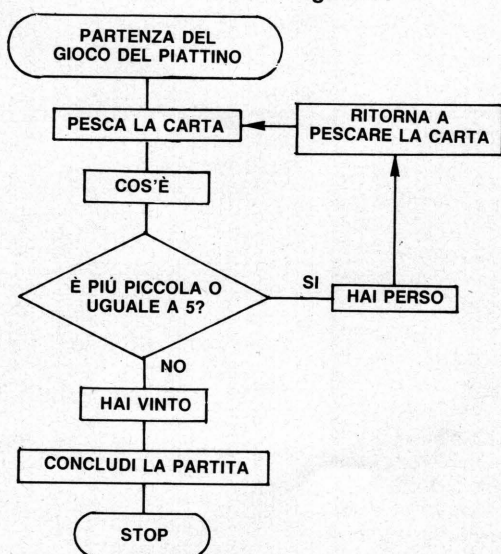 PARTENZA DEL
GIOCO DEL PIATTINO
PESCA LA CARTA
RITORNA A
PESCARE LA CARTA
COS'È
È PIÚ PICCOLA O
UGUALE A 5?
SI
HAI PERSO
NO
HAI VINTO
CONCLUDI LA PARTITA
STOP